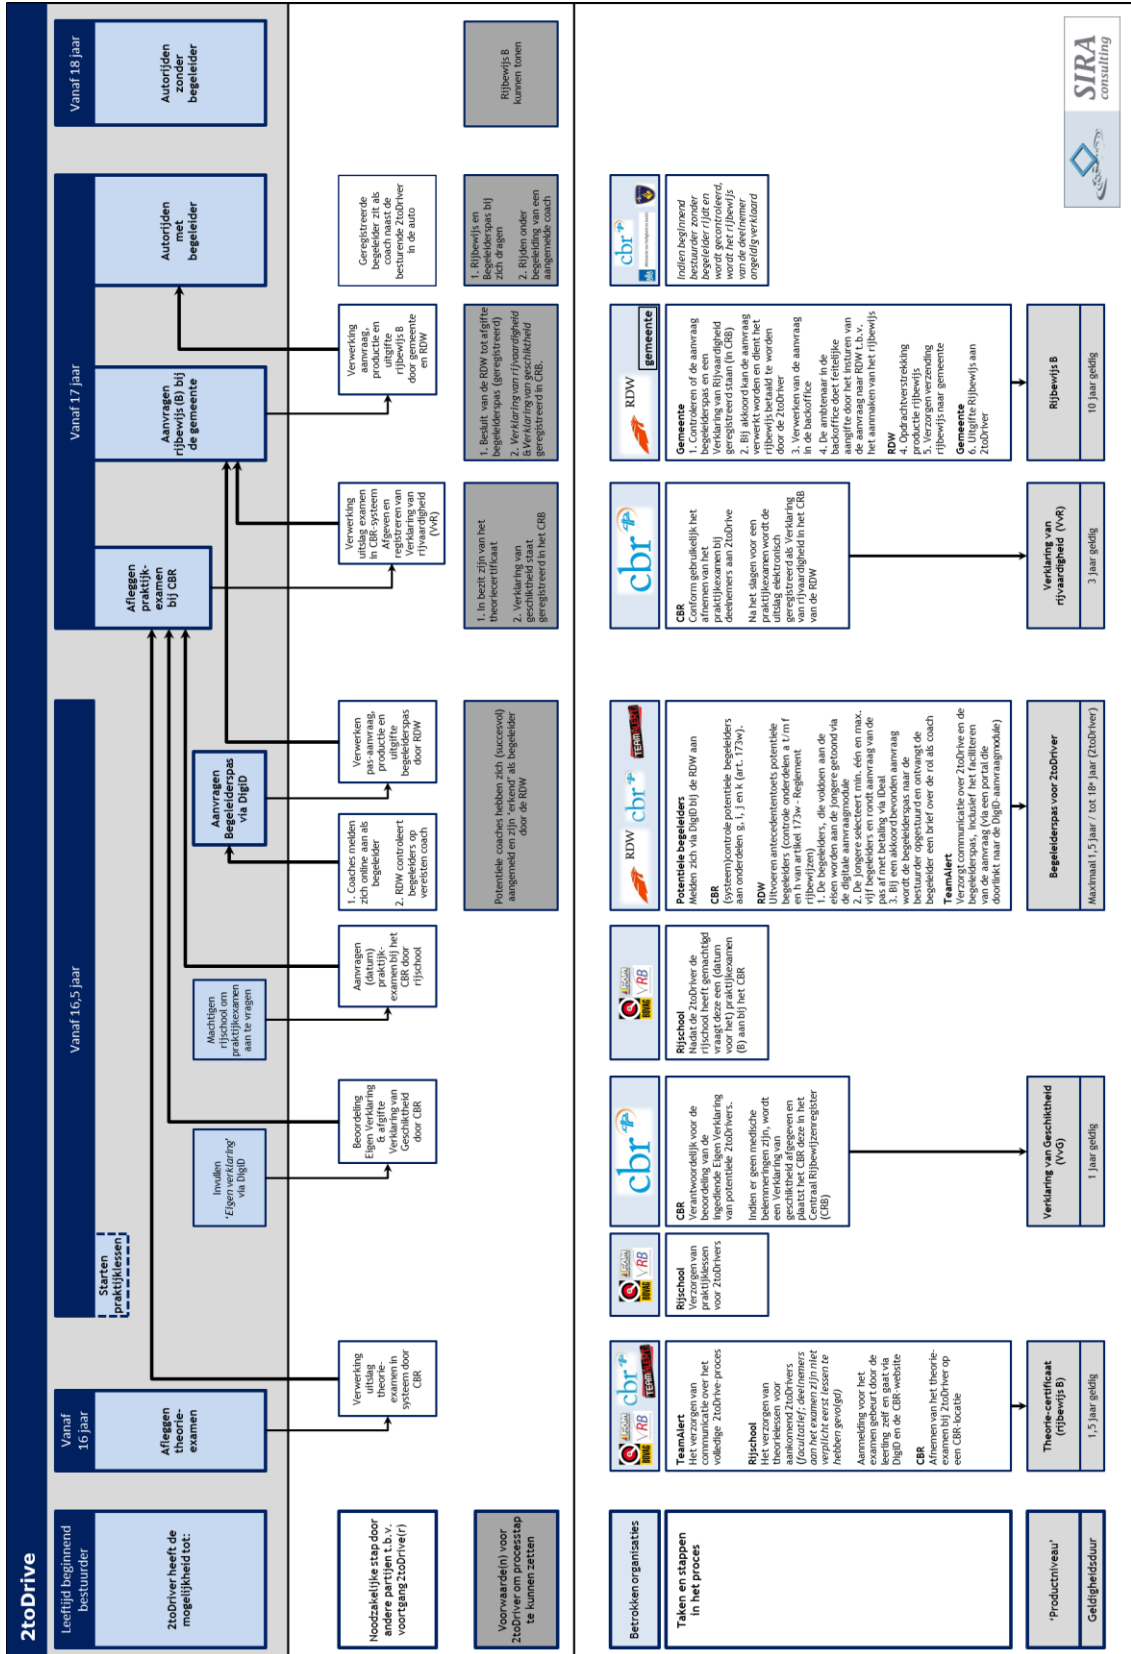 2toDrive
Leeftijd beginnend
bestuurder
Vanaf
16 jaar
Vanaf 16,5 jaar
Vanaf 17 jaar
Vanaf 18 jaar
2toDriver heeft de
mogelijkheid tot:
Afleggen
theorie-
examen
Starten
praktijklessen
Invullen
'Eigen verklaring'
via DigiD
Machtigen
rijschool om
praktijkexamen
aan te vragen
Aanvragen
Begeleiderspas
via DigiD
Afleggen
praktijk-
examen
bij CBR
Aanvragen
rijbewijs (B) bij
de gemeente
Autorijden
met
begeleider
Autorijden
zonder
begeleider
Noodzakelijke stap door
andere partijen t.b.v.
voortgang 2toDrive(r)
Verwerking
uitslag
theorie-
examen in
systeem door
CBR
Beoordeling
Eigen Verklaring
& afgifte
Verklaring van
Geschiktheid
door CBR
Aanvragen
(datum)
praktijk-
examen bij het
CBR door
rijschool
1. Coaches melden
zich online aan als
begeleider
2. RDW controleert
begeleiders op
vereisten coach
Verwerken
pas-aanvraag,
productie en
uitgifte
begeleiderspas
door RDW
Verwerking
uitslag examen
in CBR-systeem
Afgeven en
registreren van
Verklaring van
rijvaardigheid
(VvR)
Verwerking
aanvraag,
productie en
uitgifte
rijbewijs B
door gemeente
en RDW
Geregistreerde
begeleider zit als
coach naast de
besturende 2toDriver
in de auto
Voorwaarde(n) voor
2toDriver om processtap
te kunnen zetten
Potentiele coaches hebben zich (succesvol)
aangemeld en zijn 'erkend' als begeleider
door de RDW
1. In bezit zijn van het
theoriecertificaat
2. Verklaring van
geschiktheid staat
geregistreerd in het CRB
1. Besluit van de RDW tot afgifte
begeleiderspas (geregistreerd)
2. Verklaring van rijvaardigheid
& Verklaring van geschiktheid
geregistreerd in CRB.
1. Rijbewijs en
Begeleiderspas bij
zich dragen
2. Rijden onder
begeleiding van een
aangemelde coach
Rijbewijs B
kunnen tonen
Betrokken organisaties
BOVAG
VRB
cbr
TEAMALERT
BOVAG
VRB
cbr
BOVAG
VRB
RDW
cbr
TEAMALERT
cbr
RDW
gemeente
cbr
Taken en stappen
in het proces
TeamAlert
Het verzorgen van
communicatie over het
volledige 2toDrive-proces
Rijschool
Het verzorgen van
theorielessen voor
aankomend 2toDrivers
(facultatief; deelnemers
aan het examen zijn niet
verplicht eerst lessen te
hebben gevolgd)
Aanmelding voor het
examen gebeurt door de
leerling zelf en gaat via
DigiD en de CBR-website
CBR
Afnemen van het theorie-
examen bij 2toDriver op
een CBR-locatie
Rijschool
Verzorgen van
praktijklessen
voor 2toDrivers
CBR
Verantwoordelijk voor de
beoordeling van de
ingediende Eigen Verklaring
van potentiële 2toDrivers.
Indien er geen medische
belemmeringen zijn, wordt
een Verklaring van
geschiktheid afgegeven en
plaatst het CBR deze in het
Centraal Rijbewijzenregister
(CRB)
Rijschool
Nadat de 2toDriver de
rijschool heeft gemachtigd
vraagt deze een (datum
voor het) praktijkexamen
(B) aan bij het CBR
Potentiele begeleiders
Melden zich via DigiD bij de RDW aan
CBR
(systeem)controle potentiele begeleiders
aan onderdelen g, i, j en k (art. 173w).
RDW
Uitvoeren antecedententoets potentiele
begeleiders (controle onderdelen a t/m f
en h van artikel 173w - Reglement
rijbewijzen)
1. De begeleiders, die voldoen aan de
eisen worden aan de jongere getoond via
de digitale aanvraagmodule
2. De jongere selecteert min. één en max.
vijf begeleiders en rondt aanvraag van de
pas af met betaling via iDeal
3. Bij een akkoord bevonden aanvraag
wordt de begeleiderspas naar de
bestuurder opgestuurd en ontvangt de
begeleider een brief over de rol als coach
TeamAlert
Verzorgt communicatie over 2toDrive en de
begeleiderspas, inclusief het faciliteren
van de aanvraag (via een portal die
doorlinkt naar de DigiD-aanvraagmodule)
CBR
Conform gebruikelijk het
afnemen van het
praktijkexamen bij
deelnemers aan 2toDrive
Na het slagen voor een
praktijkexamen wordt de
uitslag elektronisch
geregistreerd als Verklaring
van rijvaardigheid in het CRB
van de RDW
Gemeente
1. Controleren of de aanvraag
begeleiderspas en een
Verklaring van Rijvaardigheid
geregistreerd staan (in CRB)
2. Bij akkoord kan de aanvraag
verwerkt worden en dient het
rijbewijs betaald te worden
door de 2toDriver
3. Verwerken van de aanvraag
in de backoffice
4. De ambtenaar in de
backoffice doet feitelijke
aangifte door het insturen van
de aanvraag naar RDW t.b.v.
het aanmaken van het rijbewijs
RDW
4. Opdrachtverstrekking
productie rijbewijs
5. Verzorgen verzending
rijbewijs naar gemeente
Gemeente
6. Uitgifte Rijbewijs aan
2toDriver
Indien beginnend
bestuurder zonder
begeleider rijdt en
wordt gecontroleerd,
wordt het rijbewijs
van de deelnemer
ongeldig verklaard
'Productniveau'
Theorie-certificaat
(rijbewijs B)
Verklaring van Geschiktheid
(VvG)
Begeleiderspas voor 2toDriver
Verklaring van
rijvaardigheid (VvR)
Rijbewijs B
Geldigheidsduur
1,5 jaar geldig
1 jaar geldig
Maximaal 1,5 jaar / tot 18e jaar (2toDriver)
3 jaar geldig
10 jaar geldig
SIRA
consulting